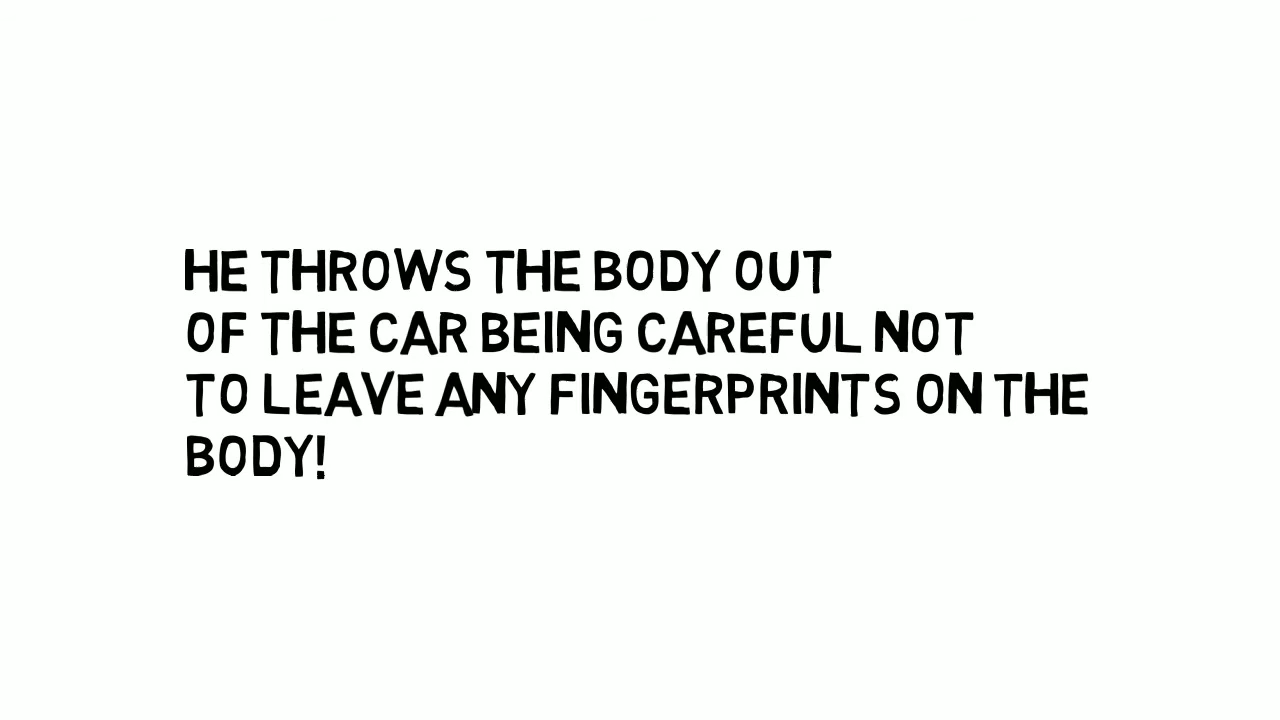 HE THROWS THE BODY OUT
OF THE CAR BEING CAREFUL NOT
TO LEAVE ANY FINGERPRINTS ON THE
BODY!